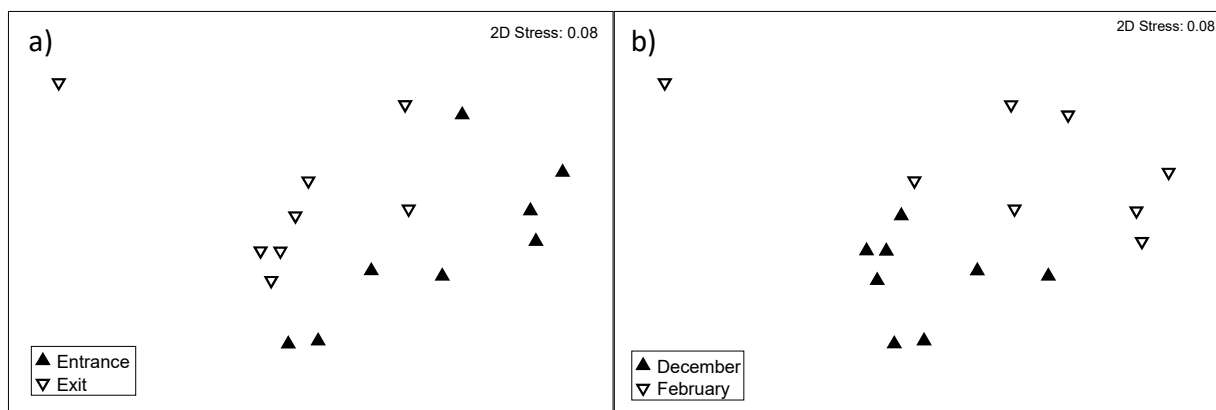 a)
2D Stress: 0.08
Entrance
Exit
b)
2D Stress: 0.08
December
February